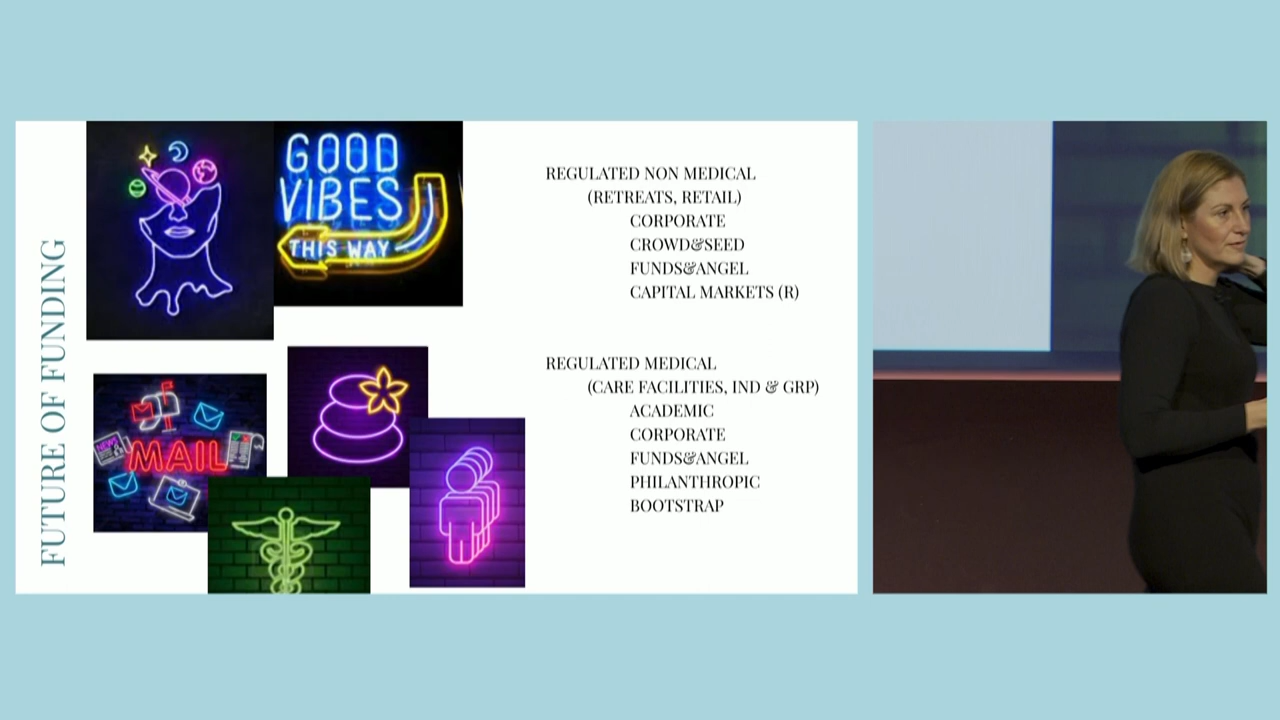 FUTURE OF FUNDING
GOOD
VIBES
THIS WAY
NEWS
MAIL
REGULATED NON MEDICAL
(RETREATS, RETAIL)
CORPORATE
CROWD&SEED
FUNDS&ANGEL
CAPITAL MARKETS (R)
REGULATED MEDICAL
(CARE FACILITIES, IND & GRP)
ACADEMIC
CORPORATE
FUNDS&ANGEL
PHILANTHROPIC
BOOTSTRAP